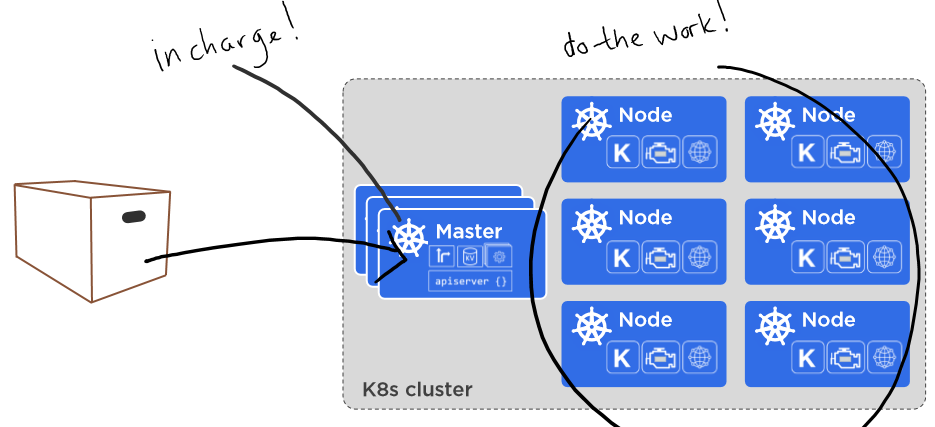 in charge!
do the work!
Node
Node
K
K
Master
KV
apiserver {}
Node
Node
K
K
Node
Node
K
K
K8s cluster